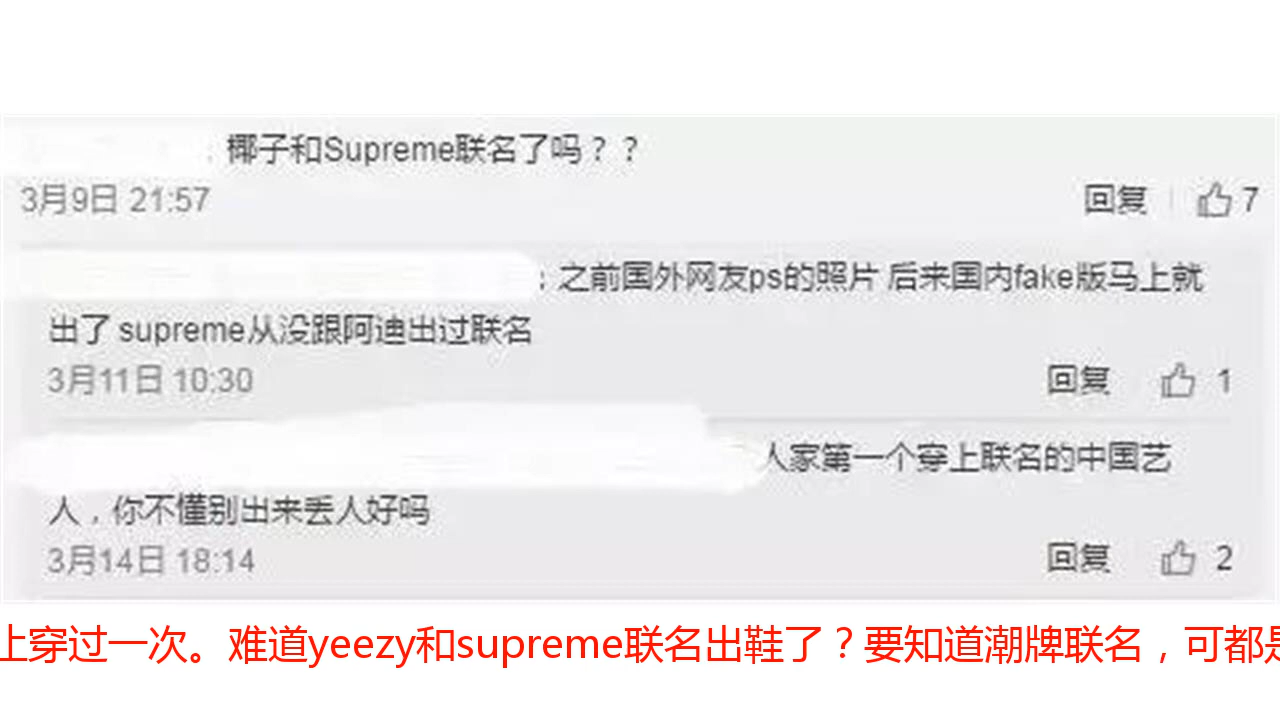 ：椰子和Supreme联名了吗？？
3月9日 21:57 回复 7
：之前国外网友ps的照片 后来国内fake版马上就
出了 supreme从没跟阿迪出过联名
3月11日 10:30 回复 1
人家第一个穿上联名的中国艺
人，你不懂别出来丢人好吗
3月14日 18:14 回复 2
上穿过一次。难道yeezy和supreme联名出鞋了？要知道潮牌联名，可都是